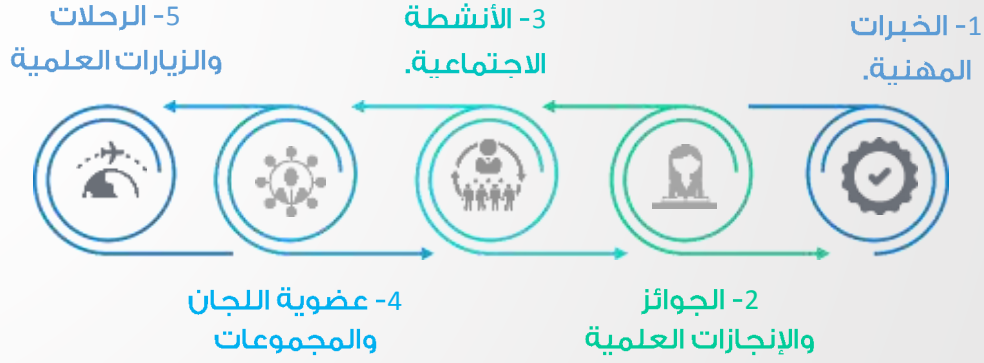 1- الخبرات
المهنية.
2- الجوائز
والإنجازات العلمية
3- الأنشطة
الاجتماعية.
4- عضوية اللجان
والمجموعات
5- الرحلات
والزيارات العلمية